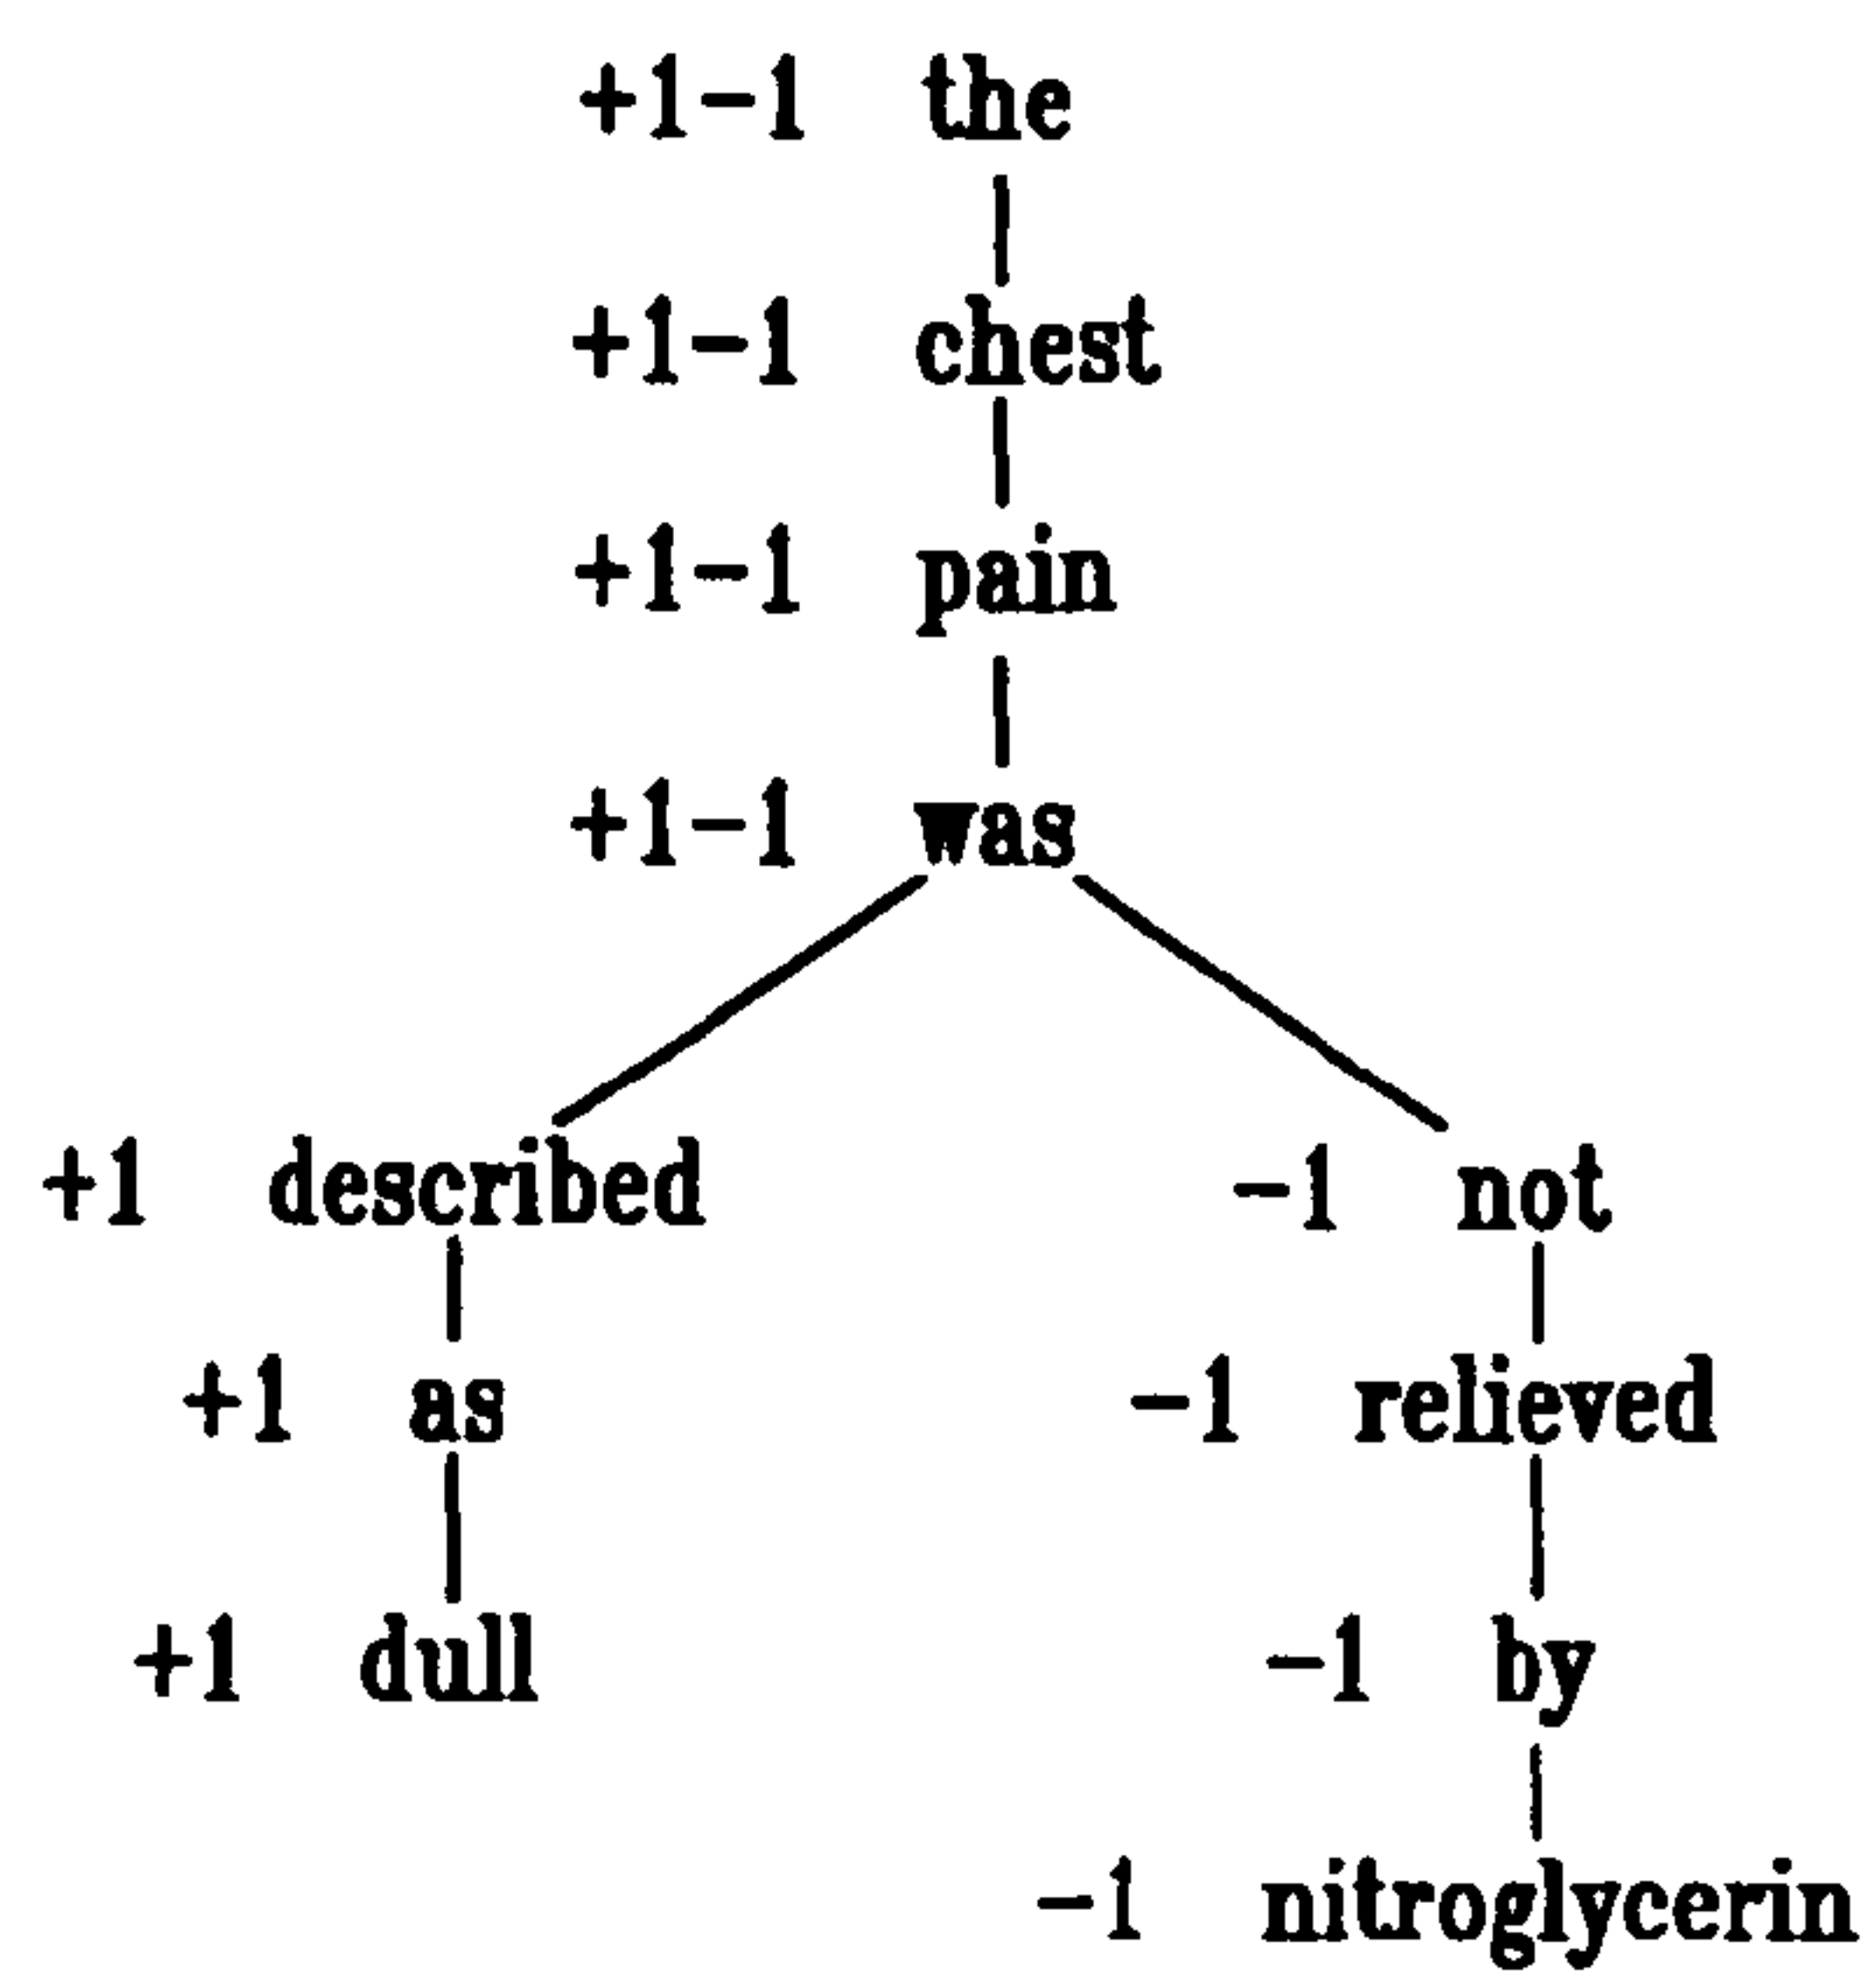 +1-1 the
+1-1 chest
+1-1 pain
+1-1 was
+1 described -1 not
+1 as -1 relieved
+1 dull -1 by
-1 nitroglycerin